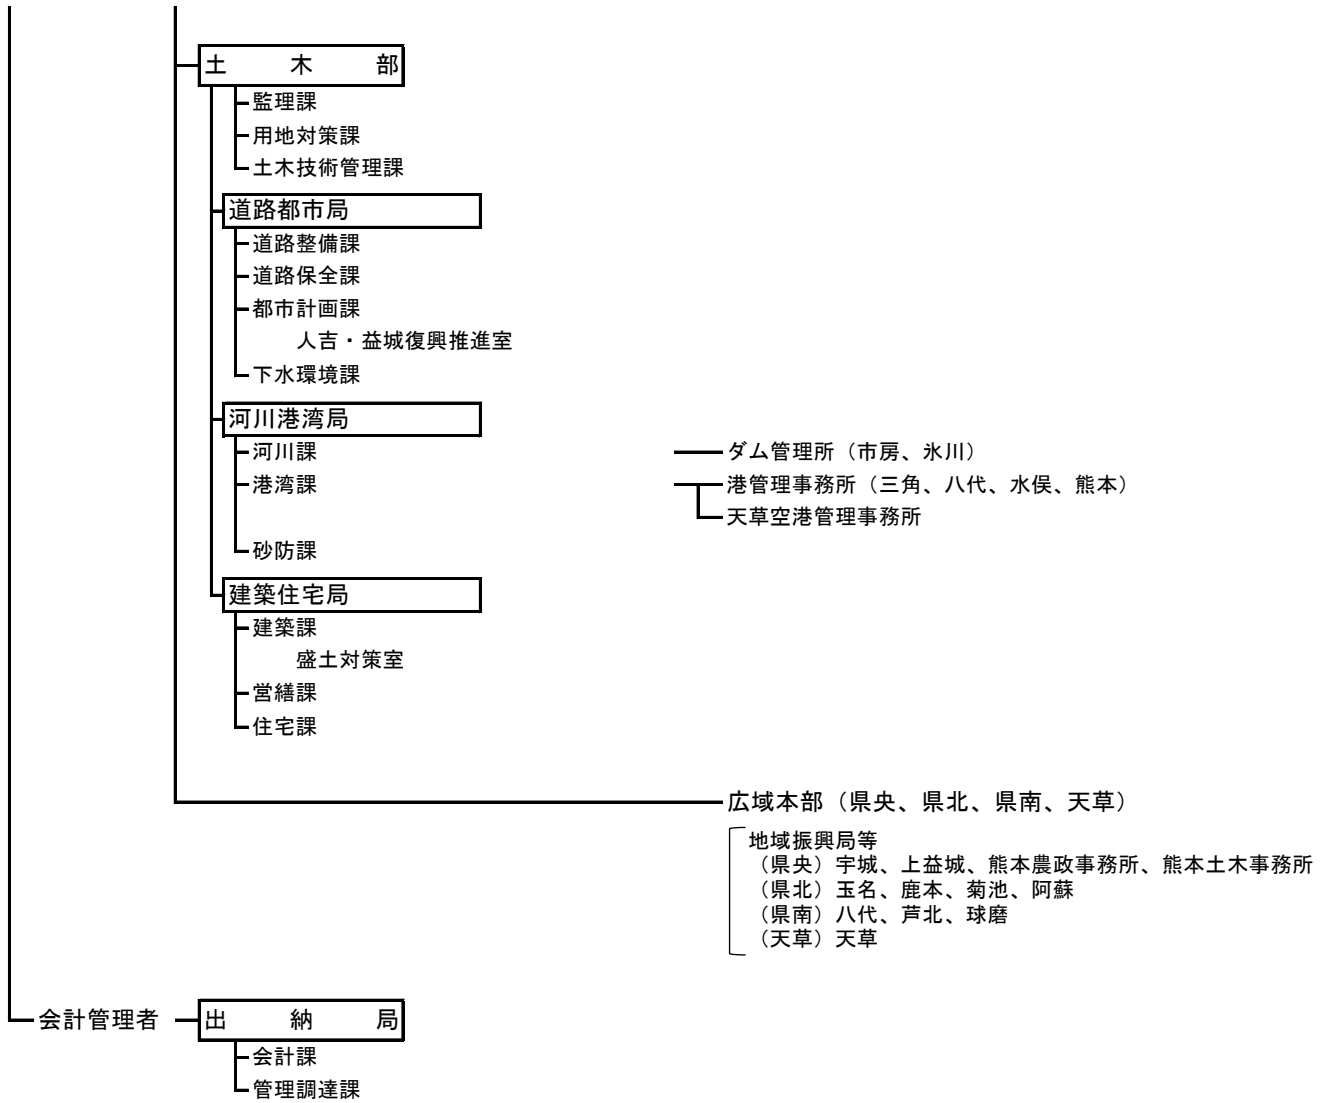 土木部
監理課
用地対策課
土木技術管理課
道路都市局
道路整備課
道路保全課
都市計画課
人吉・益城復興推進室
下水環境課
河川港湾局
河川課
ダム管理所（市房、氷川）
港湾課
港管理事務所（三角、八代、水俣、熊本）
天草空港管理事務所
砂防課
建築住宅局
建築課
盛土対策室
営繕課
住宅課
広域本部（県央、県北、県南、天草）
地域振興局等
（県央）宇城、上益城、熊本農政事務所、熊本土木事務所
（県北）玉名、鹿本、菊池、阿蘇
（県南）八代、芦北、球磨
（天草）天草
会計管理者
出納局
会計課
管理調達課